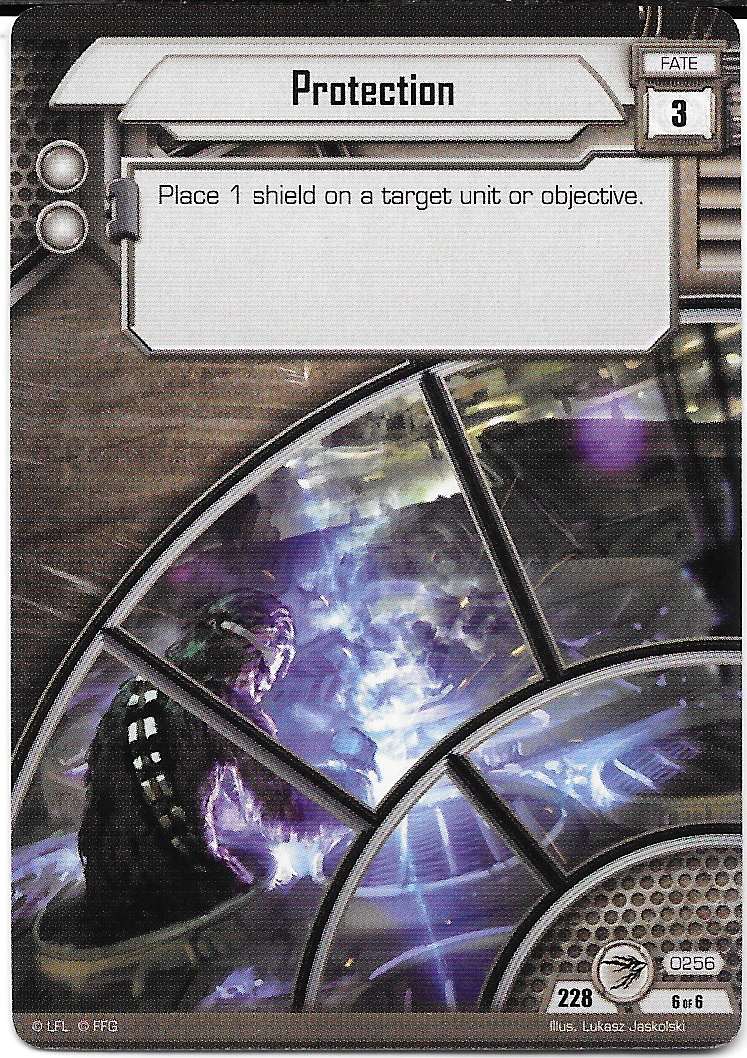 Protection
FATE
3
Place 1 shield on a target unit or objective.
0256
228
6 OF 6
© LFL © FFG
Illus. Lukasz Jaskolski